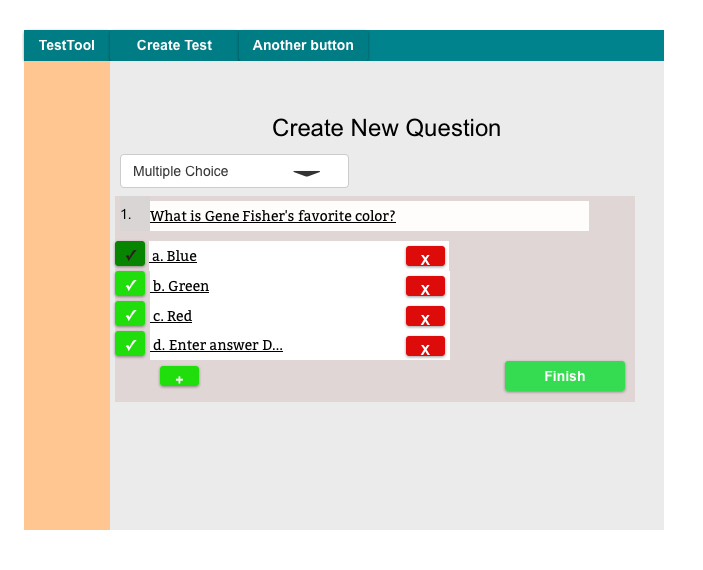 TestTool Create Test Another button
Create New Question
Multiple Choice
1. What is Gene Fisher's favorite color?
✓ a. Blue x
✓ b. Green x
✓ c. Red x
✓ d. Enter answer D... x
+ Finish